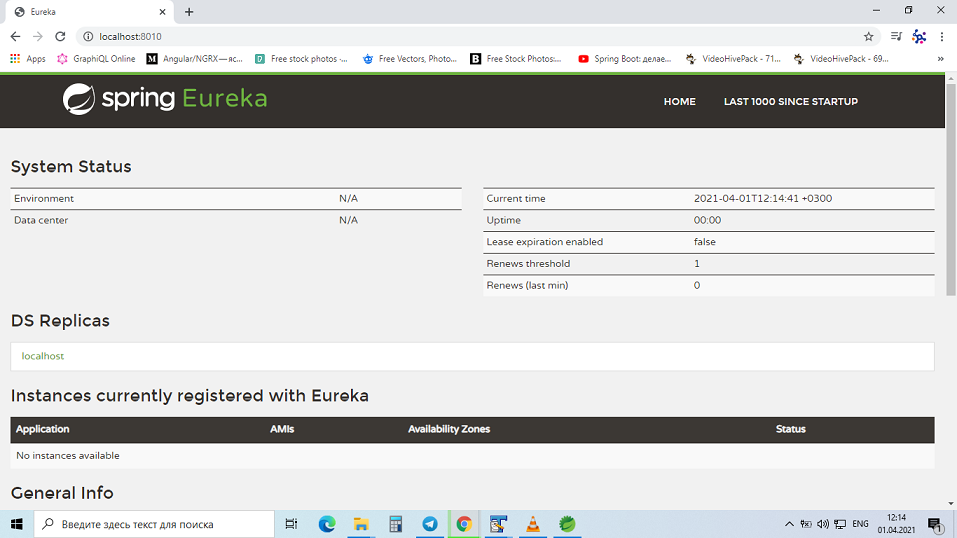 Eureka
localhost:8010
Apps GraphiQL Online Angular/NGRX — яс... Free stock photos -... Free Vectors, Photo... Free Stock Photos:... Spring Boot: делае... VideoHivePack - 71... VideoHivePack - 69... »
spring Eureka HOME LAST 1000 SINCE STARTUP
System Status
Environment N/A
Data center N/A
Current time 2021-04-01T12:14:41 +0300
Uptime 00:00
Lease expiration enabled false
Renews threshold 1
Renews (last min) 0
DS Replicas
localhost
Instances currently registered with Eureka
Application AMIs Availability Zones Status
No instances available
General Info
Введите здесь текст для поиска ENG 12:14
01.04.2021 1